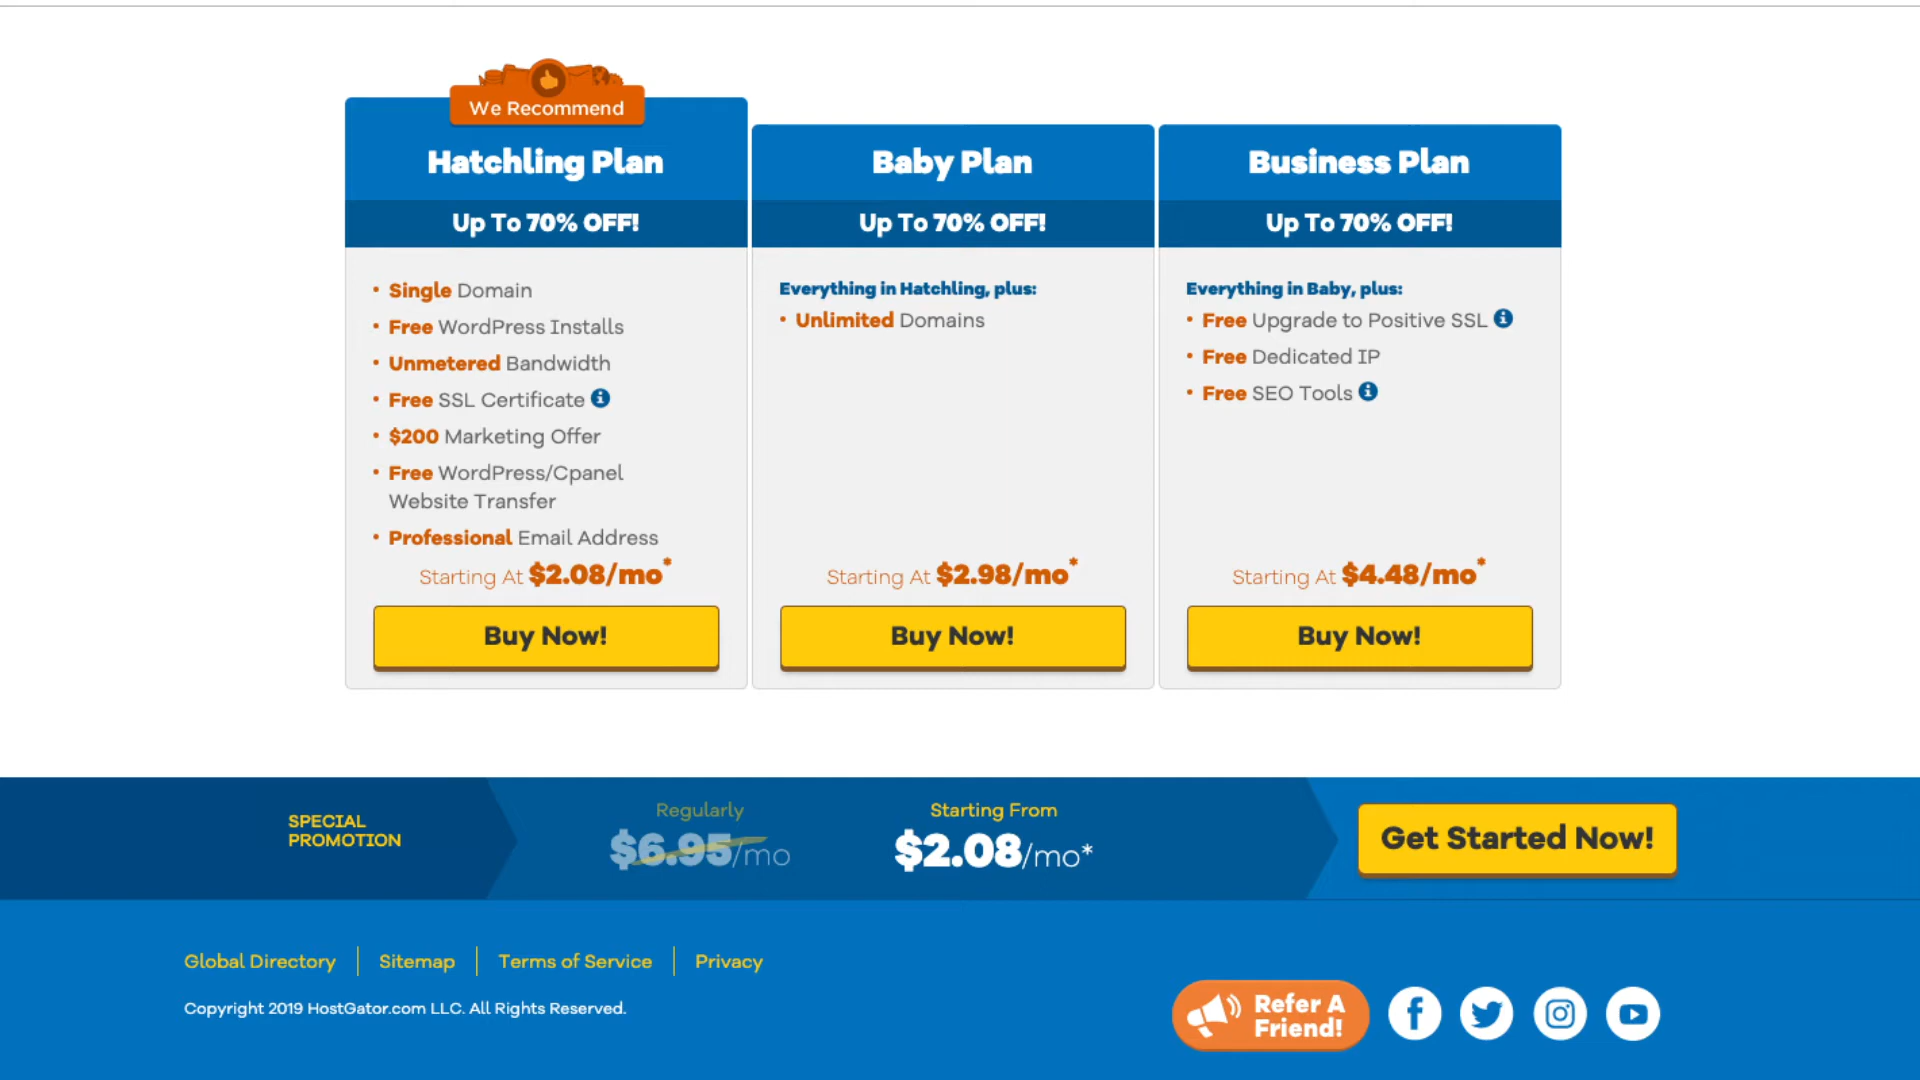 We Recommend
Hatchling Plan
Up To 70% OFF!
• Single Domain
• Free WordPress Installs
• Unmetered Bandwidth
• Free SSL Certificate i
• $200 Marketing Offer
• Free WordPress/Cpanel
Website Transfer
• Professional Email Address
Starting At $2.08/mo*
Buy Now!
Baby Plan
Up To 70% OFF!
Everything in Hatchling, plus:
• Unlimited Domains
Starting At $2.98/mo*
Buy Now!
Business Plan
Up To 70% OFF!
Everything in Baby, plus:
• Free Upgrade to Positive SSL i
• Free Dedicated IP
• Free SEO Tools i
Starting At $4.48/mo*
Buy Now!
SPECIAL
PROMOTION
Regularly
$6.95/mo
Starting From
$2.08/mo*
Get Started Now!
Global Directory
Sitemap
Terms of Service
Privacy
Copyright 2019 HostGator.com LLC. All Rights Reserved.
Refer A
Friend!